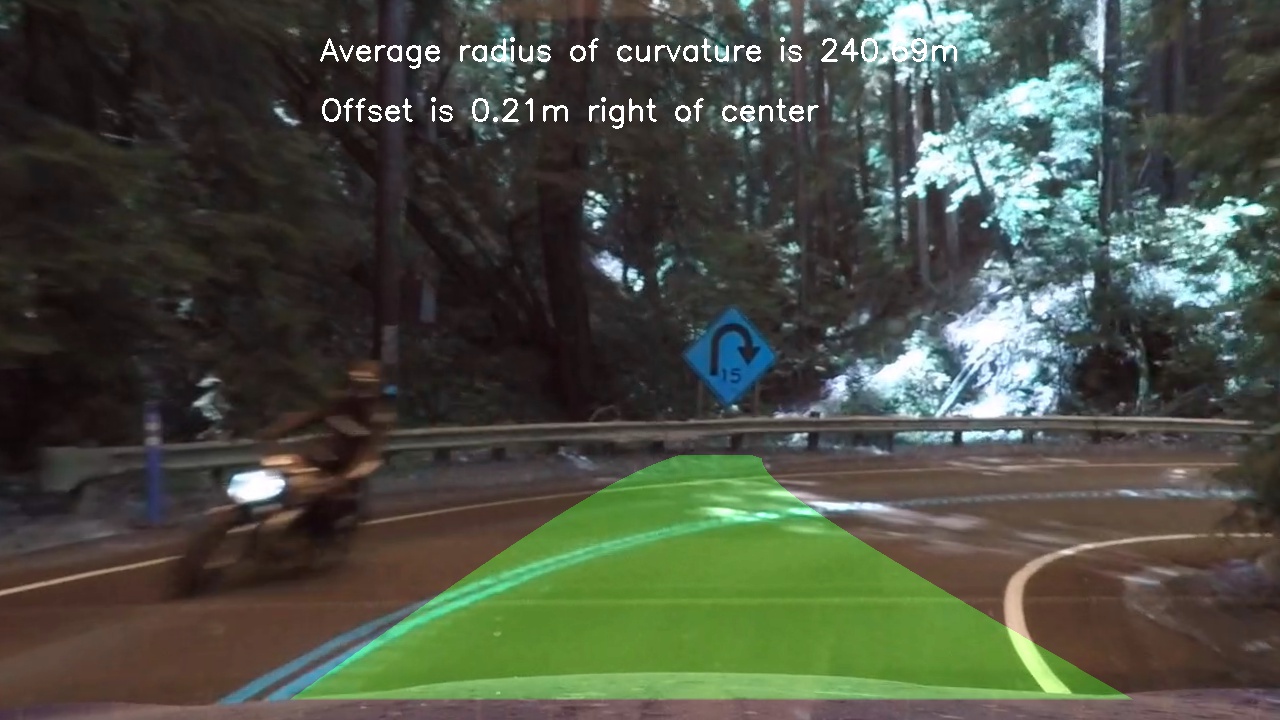 Average radius of curvature is 240.69m
Offset is 0.21m right of center
15